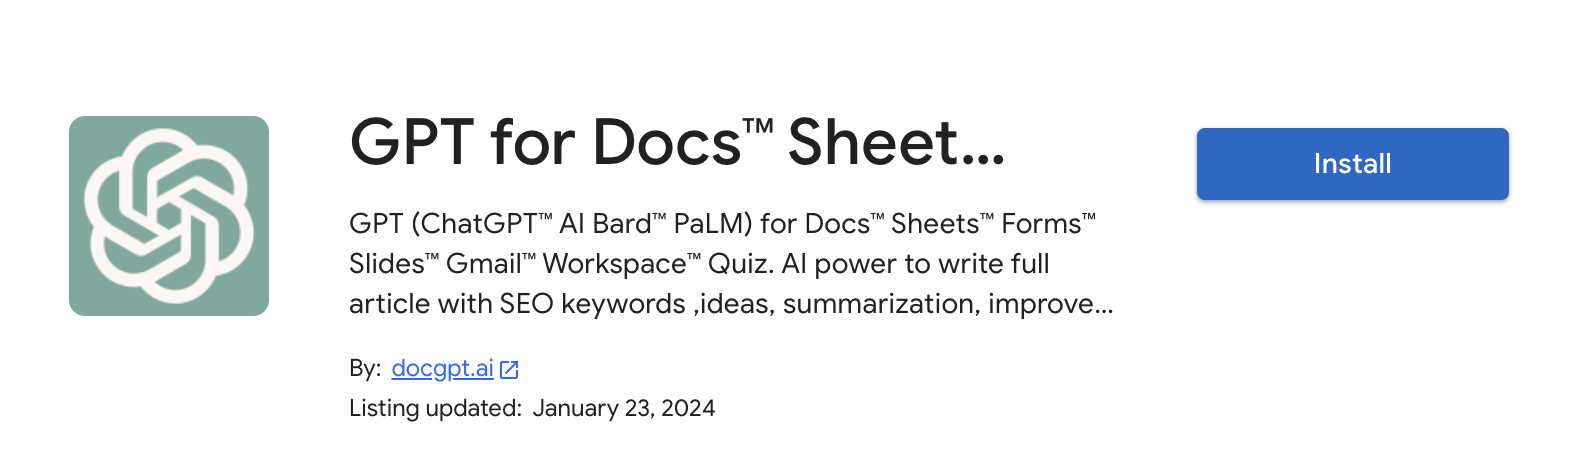 GPT for Docs™ Sheet...
Install
GPT (ChatGPT™ AI Bard™ PaLM) for Docs™ Sheets™ Forms™
Slides™ Gmail™ Workspace™ Quiz. AI power to write full
article with SEO keywords ,ideas, summarization, improve...
By: docgpt.ai
Listing updated: January 23, 2024